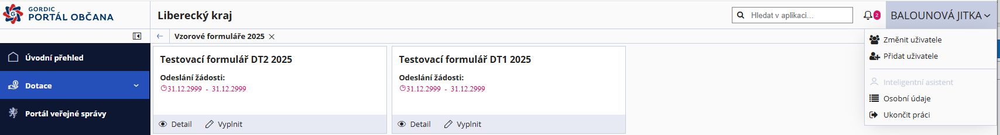 GORDIC
PORTÁL OBČANA
Liberecký kraj
Hledat v aplikaci...
2
BALOUNOVÁ JITKA
Vzorové formuláře 2025
Změnit uživatele
Přidat uživatele
Inteligentní asistent
Osobní údaje
Ukončit práci
Úvodní přehled
Dotace
Portál veřejné správy
Testovací formulář DT2 2025
Odeslání žádosti:
31.12.2999 - 31.12.2999
Detail Vyplnit
Testovací formulář DT1 2025
Odeslání žádosti:
31.12.2999 - 31.12.2999
Detail Vyplnit